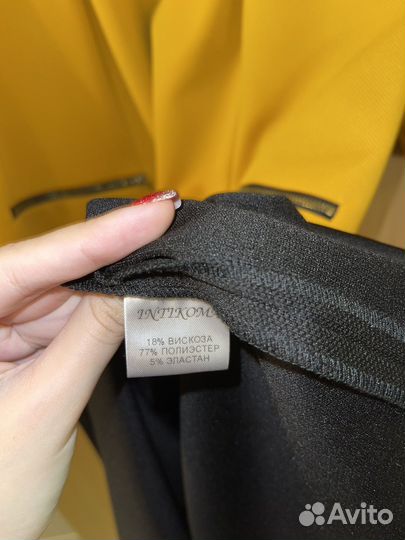 INTIKOMA
18% ВИСКОЗА
77% ПОЛИЭСТЕР
5% ЭЛАСТАН
Avito